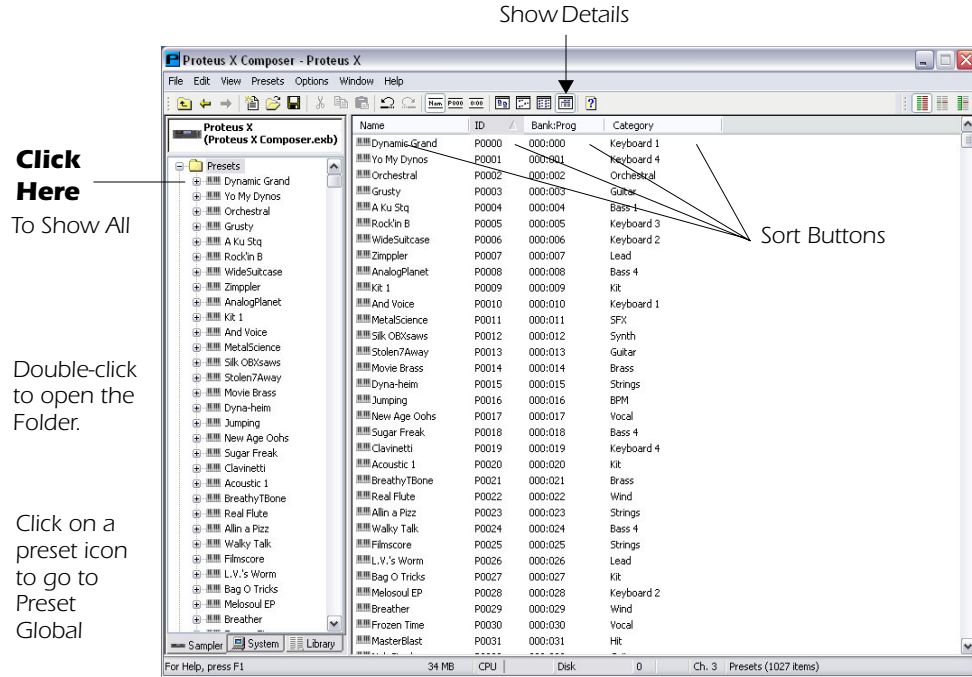 Show Details
Proteus X Composer - Proteus X
File Edit View Presets Options Window Help
Nam P000 0:00
Proteus X
(Proteus X Composer.exb)
Click
Here
To Show All
Double-click
to open the
Folder.
Click on a
preset icon
to go to
Preset
Global
Presets
Dynamic Grand
Yo My Dynos
Orchestral
Grusty
A Ku Stq
Rock'in B
WideSuitcase
Zimppler
AnalogPlanet
Kit 1
And Voice
MetalScience
Silk OBXsaws
Stolen7Away
Movie Brass
Dyna-heim
Jumping
New Age Oohs
Sugar Freak
Clavinetti
Acoustic 1
BreathyTBone
Real Flute
Allin a Pizz
Walky Talk
Filmscore
L.V.'s Worm
Bag O Tricks
Melosoul EP
Breather
Sampler System Library
Name ID Bank:Prog Category
Dynamic Grand P0000 000:000 Keyboard 1
Yo My Dynos P0001 000:001 Keyboard 4
Orchestral P0002 000:002 Orchestral
Grusty P0003 000:003 Guitar
A Ku Stq P0004 000:004 Bass 1
Rock'in B P0005 000:005 Keyboard 3
WideSuitcase P0006 000:006 Keyboard 2
Zimppler P0007 000:007 Lead
AnalogPlanet P0008 000:008 Bass 4
Kit 1 P0009 000:009 Kit
And Voice P0010 000:010 Keyboard 1
MetalScience P0011 000:011 SFX
Silk OBXsaws P0012 000:012 Synth
Stolen7Away P0013 000:013 Guitar
Movie Brass P0014 000:014 Brass
Dyna-heim P0015 000:015 Strings
Jumping P0016 000:016 BPM
New Age Oohs P0017 000:017 Vocal
Sugar Freak P0018 000:018 Bass 4
Clavinetti P0019 000:019 Keyboard 4
Acoustic 1 P0020 000:020 Kit
BreathyTBone P0021 000:021 Brass
Real Flute P0022 000:022 Wind
Allin a Pizz P0023 000:023 Strings
Walky Talk P0024 000:024 Bass 4
Filmscore P0025 000:025 Strings
L.V.'s Worm P0026 000:026 Lead
Bag O Tricks P0027 000:027 Kit
Melosoul EP P0028 000:028 Keyboard 2
Breather P0029 000:029 Wind
Frozen Time P0030 000:030 Vocal
MasterBlast P0031 000:031 Hit
Sort Buttons
For Help, press F1 34 MB CPU Disk 0 Ch. 3 Presets (1027 items)